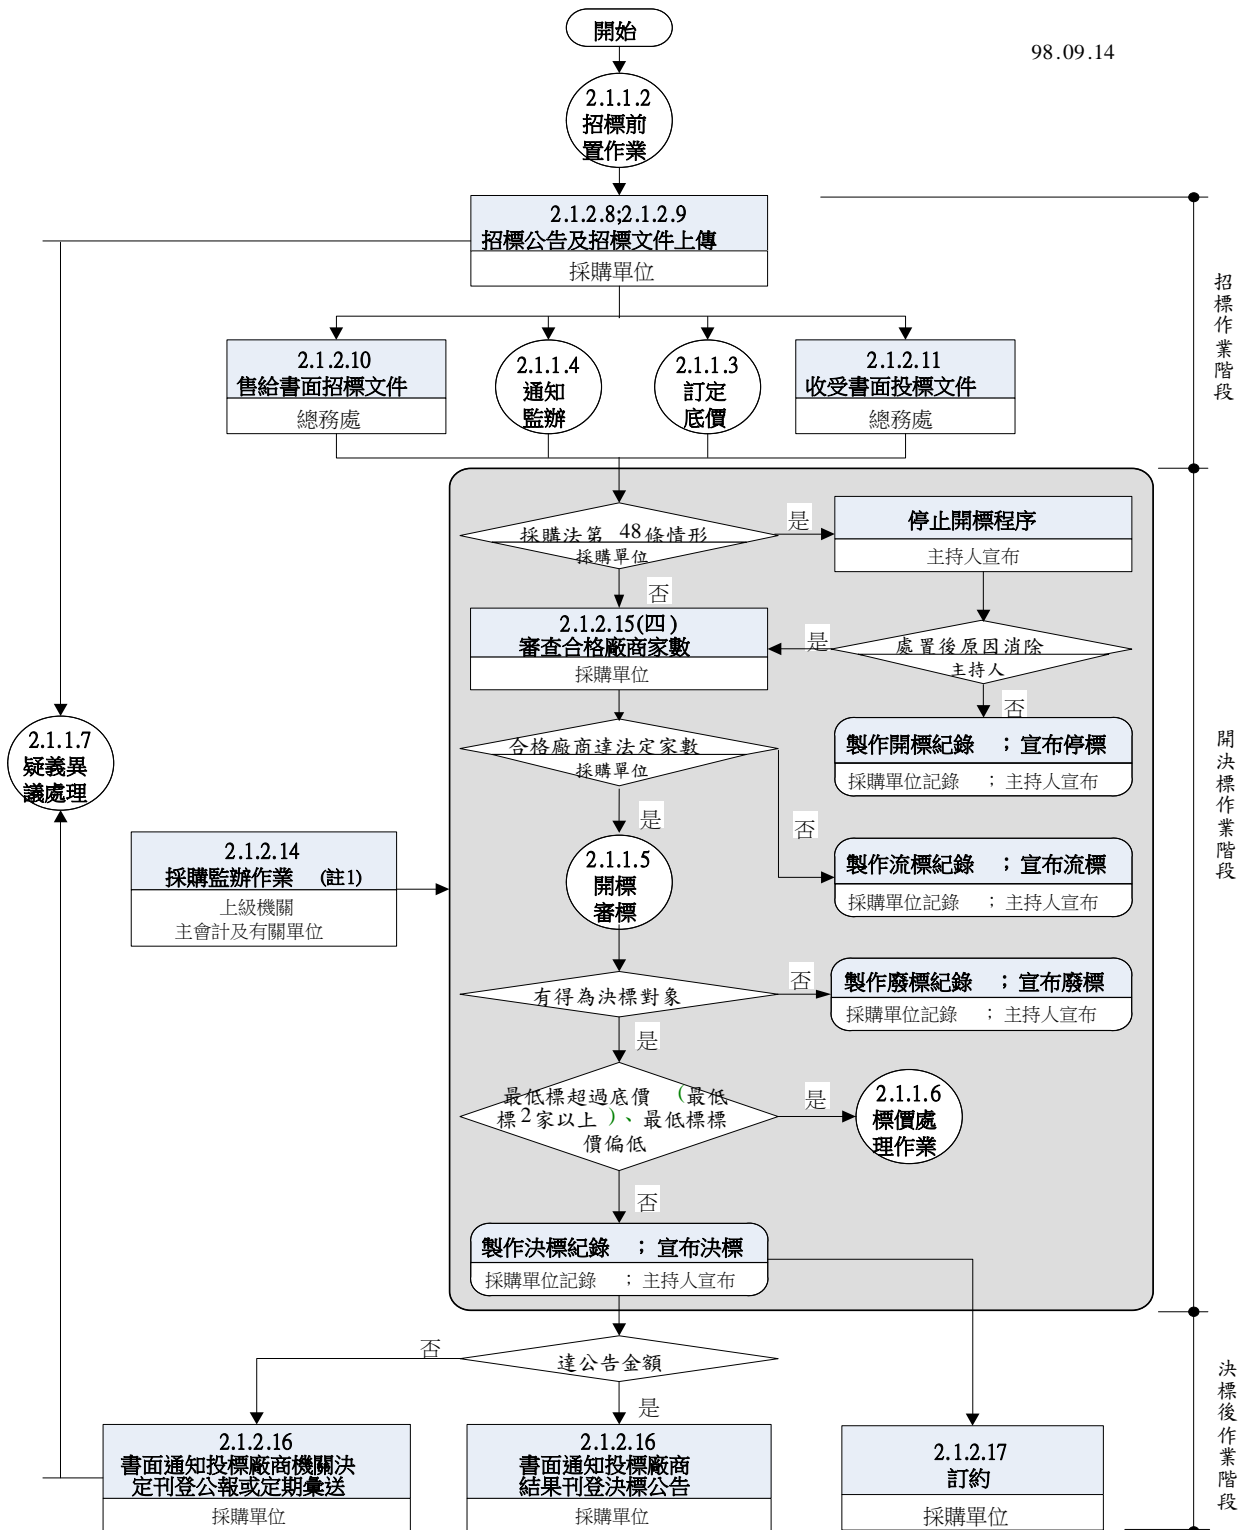 開始
98.09.14
2.1.1.2
招標前
置作業
2.1.2.8;2.1.2.9
招標公告及招標文件上傳
採購單位
招標作業階段
2.1.2.10
售給書面招標文件
總務處
2.1.1.4
通知
監辦
2.1.1.3
訂定
底價
2.1.2.11
收受書面投標文件
總務處
採購法第 48條情形
採購單位
是
停止開標程序
主持人宣布
否
2.1.2.15(四)
審查合格廠商家數
採購單位
是
處置後原因消除
主持人
否
製作開標紀錄 ；宣布停標
採購單位記錄 ；主持人宣布
合格廠商達法定家數
採購單位
2.1.1.7
疑義異
議處理
開決標作業階段
是
否
2.1.2.14
採購監辦作業 (註1)
上級機關
主會計及有關單位
2.1.1.5
開標
審標
製作流標紀錄 ；宣布流標
採購單位記錄 ；主持人宣布
有得為決標對象
否
製作廢標紀錄 ；宣布廢標
採購單位記錄 ；主持人宣布
是
最低標超過底價 (最低
標2家以上 )、最低標標
價偏低
是
2.1.1.6
標價處
理作業
否
製作決標紀錄 ；宣布決標
採購單位記錄 ；主持人宣布
達公告金額
否
是
決標後作業階段
2.1.2.16
書面通知投標廠商機關決
定刊登公報或定期彙送
採購單位
2.1.2.16
書面通知投標廠商
結果刊登決標公告
採購單位
2.1.2.17
訂約
採購單位